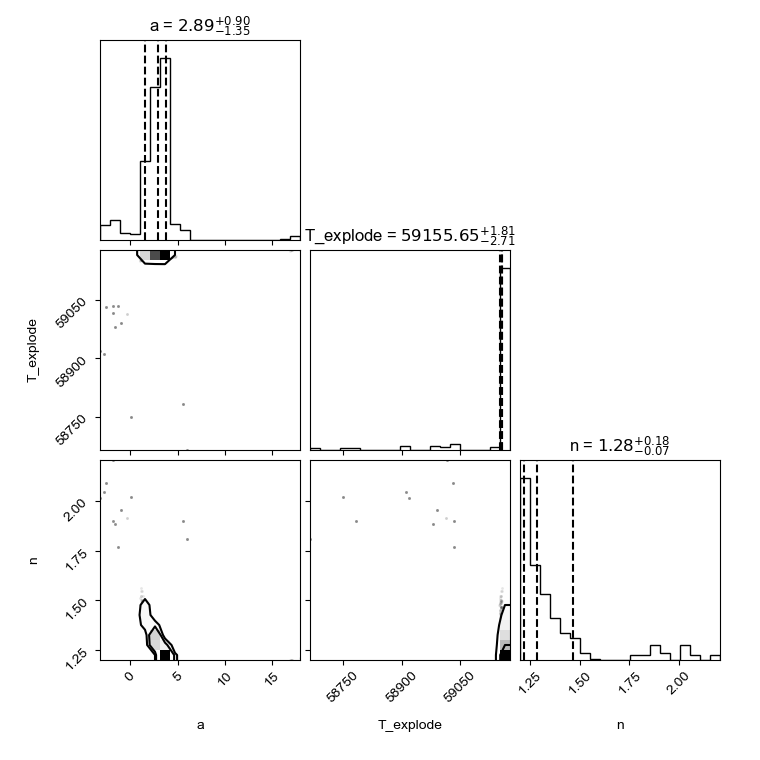 a = 2.89+0.90
−1.35
T_explode = 59155.65+1.81
−2.71
59050
58900
58750
T_explode
n = 1.28+0.18
−0.07
2.00
1.75
1.50
1.25
n
0 5 10 15
58750 58900 59050
1.25 1.50 1.75 2.00
a T_explode n